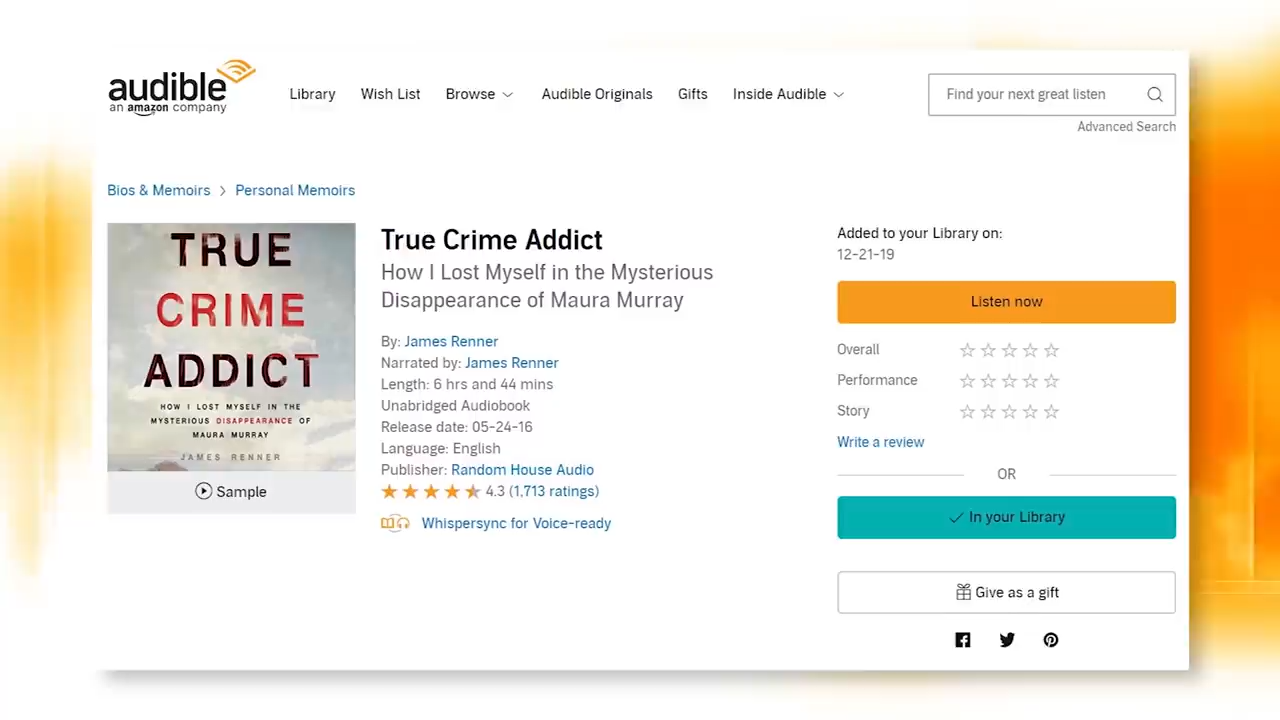 audible
an amazon company
Library Wish List Browse Audible Originals Gifts Inside Audible
Find your next great listen
Advanced Search
Bios & Memoirs > Personal Memoirs
TRUE
CRIME
ADDICT
HOW I LOST MYSELF IN THE
MYSTERIOUS DISAPPEARANCE OF
MAURA MURRAY
JAMES RENNER
Sample
True Crime Addict
How I Lost Myself in the Mysterious
Disappearance of Maura Murray
By: James Renner
Narrated by: James Renner
Length: 6 hrs and 44 mins
Unabridged Audiobook
Release date: 05-24-16
Language: English
Publisher: Random House Audio
4.3 (1,713 ratings)
Whispersync for Voice-ready
Added to your Library on:
12-21-19
Listen now
Overall
Performance
Story
Write a review
OR
In your Library
Give as a gift